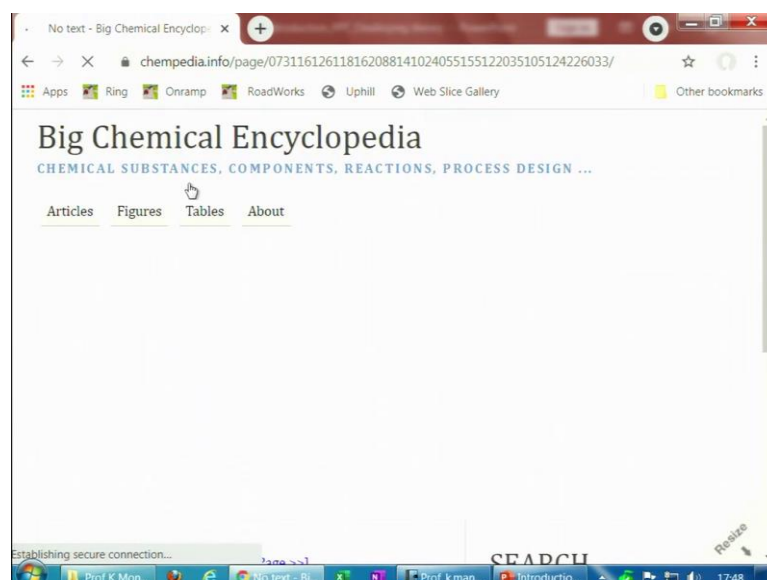 No text - Big Chemical Encyclop
chempedia.info/page/073116126118162088141024055155122035105124226033/
Apps Ring Onramp RoadWorks Uphill Web Slice Gallery Other bookmarks
Big Chemical Encyclopedia
CHEMICAL SUBSTANCES, COMPONENTS, REACTIONS, PROCESS DESIGN ...
Articles Figures Tables About
Resize
Establishing secure connection...
Page >>]
SEARCH
Prof K Mon No text - Bi Prof k man Introductio 17:48